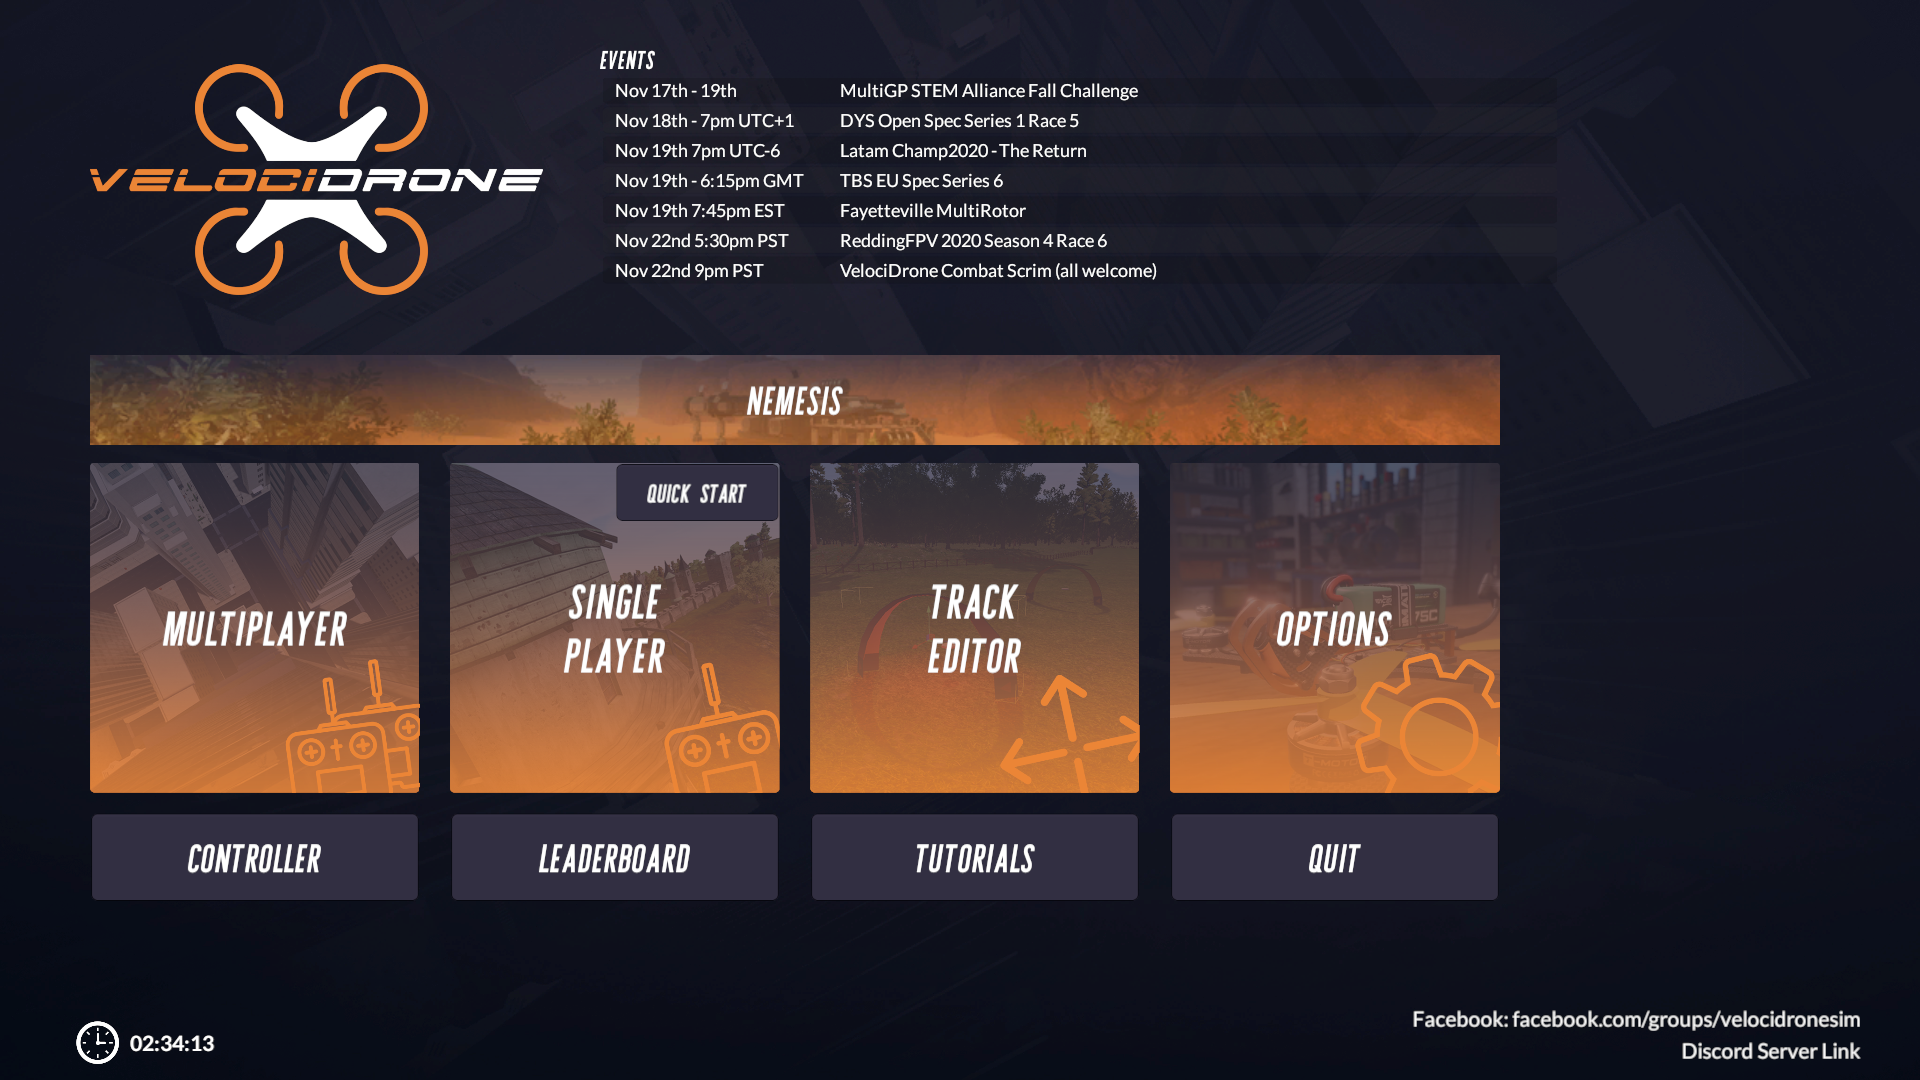 VELOCIDRONE
EVENTS
Nov 17th - 19th MultiGP STEM Alliance Fall Challenge
Nov 18th - 7pm UTC+1 DYS Open Spec Series 1 Race 5
Nov 19th 7pm UTC-6 Latam Champ2020 - The Return
Nov 19th - 6:15pm GMT TBS EU Spec Series 6
Nov 19th 7:45pm EST Fayetteville MultiRotor
Nov 22nd 5:30pm PST ReddingFPV 2020 Season 4 Race 6
Nov 22nd 9pm PST VelociDrone Combat Scrim (all welcome)
NEMESIS
QUICK START
MULTIPLAYER
SINGLE
PLAYER
TRACK
EDITOR
OPTIONS
CONTROLLER
LEADERBOARD
TUTORIALS
QUIT
02:34:13
Facebook: facebook.com/groups/velocidronesim
Discord Server Link